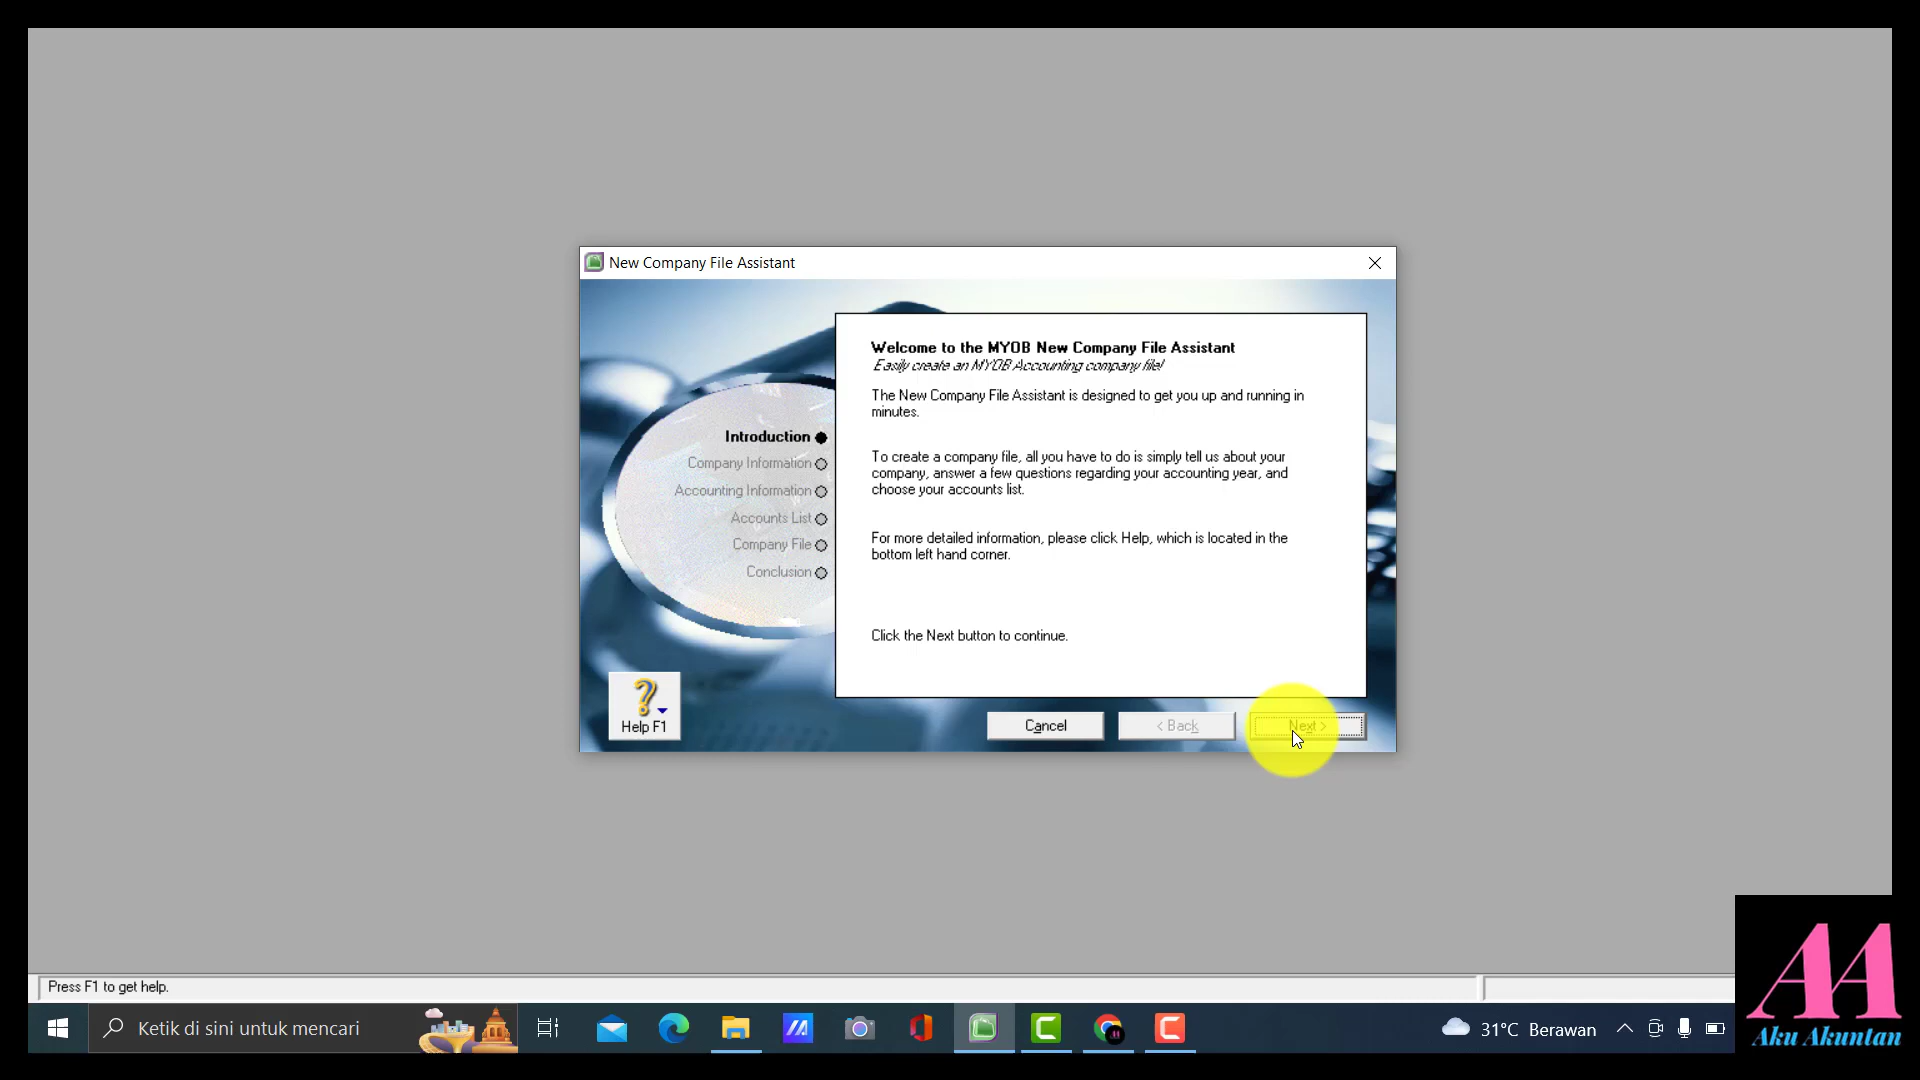 New Company File Assistant
Welcome to the MYOB New Company File Assistant
Easily create an MYOB Accounting company file!
The New Company File Assistant is designed to get you up and running in
minutes.
To create a company file, all you have to do is simply tell us about your
company, answer a few questions regarding your accounting year, and
choose your accounts list.
For more detailed information, please click Help, which is located in the
bottom left hand corner.
Click the Next button to continue.
Introduction
Company Information
Accounting Information
Accounts List
Company File
Conclusion
Help F1
Cancel
< Back
Next >
Press F1 to get help.
Ketik di sini untuk mencari
31°C Berawan
AA
Aku Akuntan